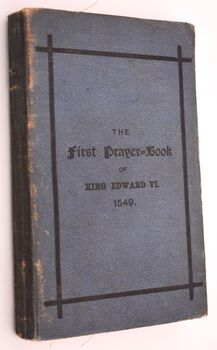 THE
First Prayer=Book
OF
KING EDWARD VI.
1549.